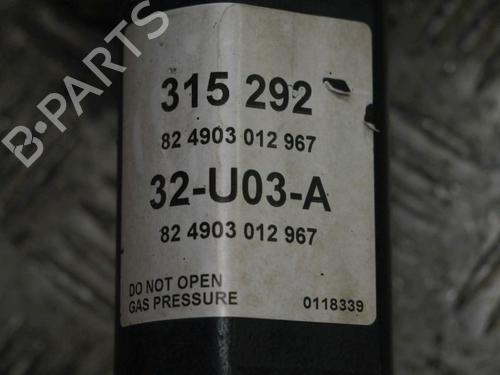 B-PARTS
315 292
82 4903 012 967
32-U03-A
82 4903 012 967
DO NOT OPEN
GAS PRESSURE 0118339